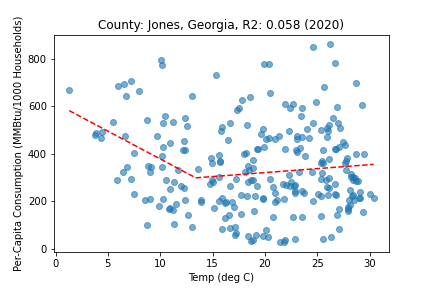 County: Jones, Georgia, R2: 0.058 (2020)
Per-Capita Consumption (MMBtu/1000 Households)
800
600
400
200
0
0 5 10 15 20 25 30
Temp (deg C)